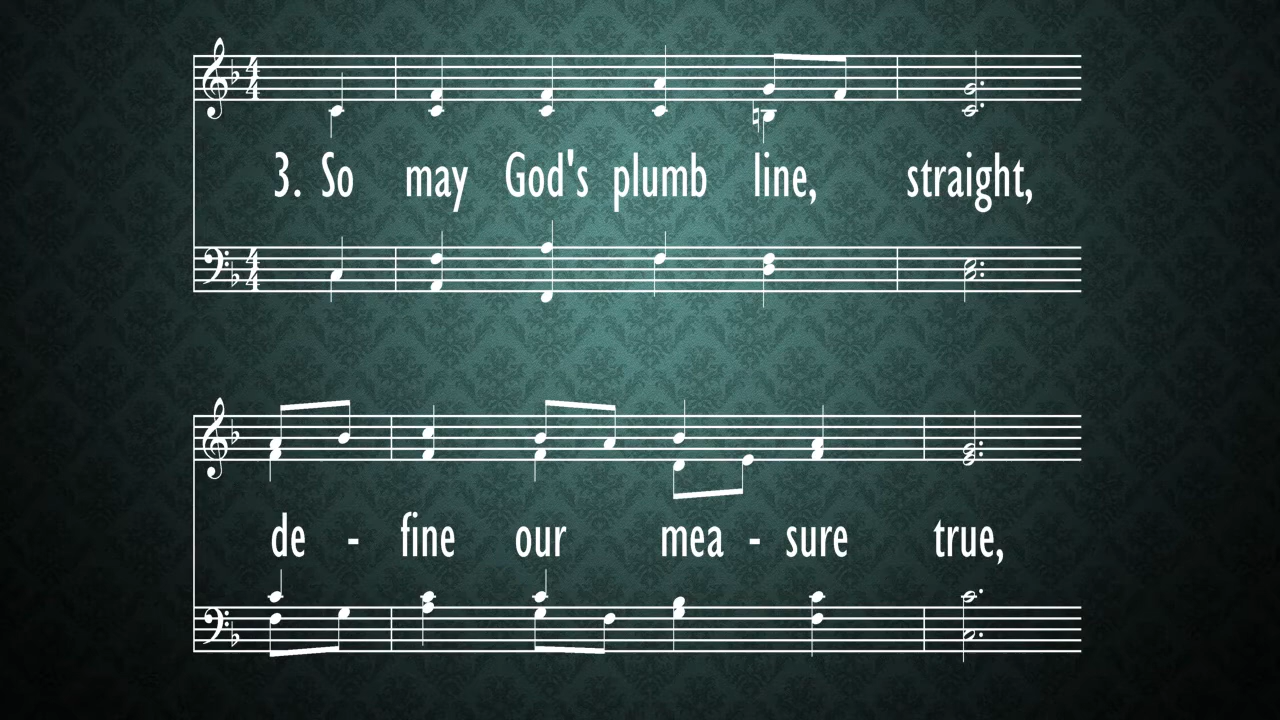 3. So may God's plumb line, straight,
de - fine our mea - sure true,